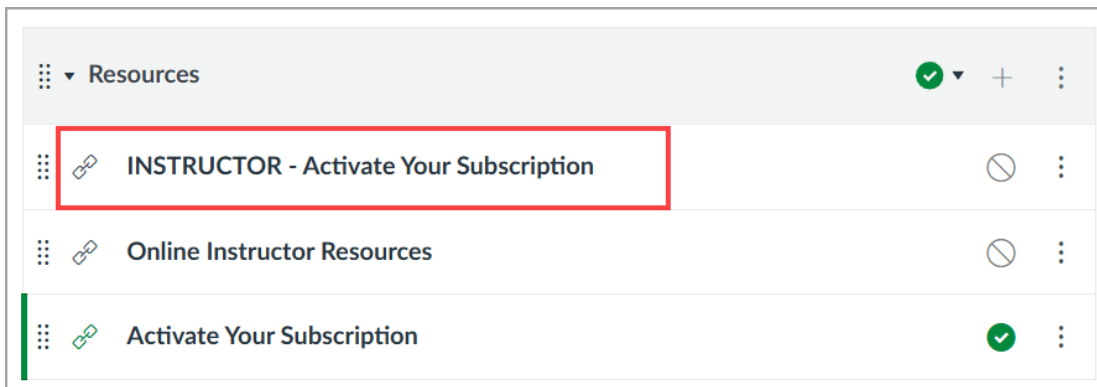 Resources
INSTRUCTOR - Activate Your Subscription
Online Instructor Resources
Activate Your Subscription